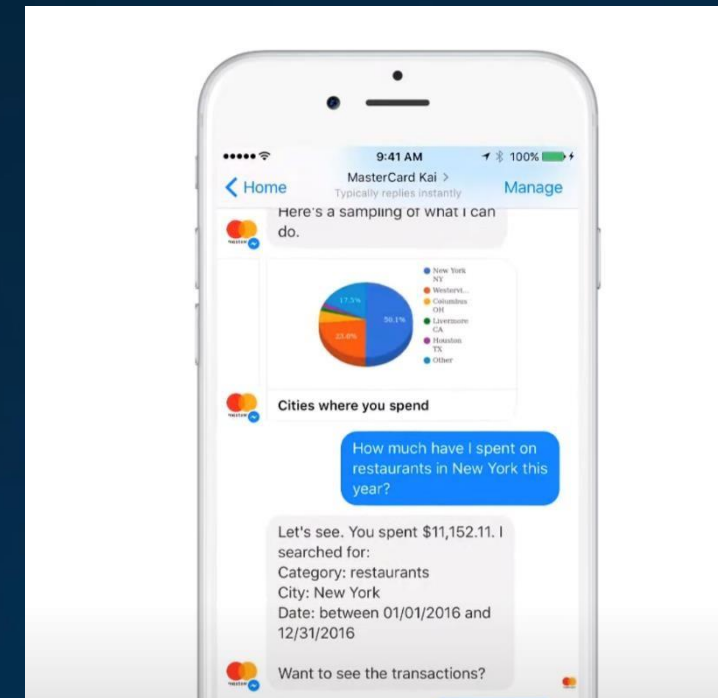 9:41 AM
100%
MasterCard Kai >
Home
Typically replies instantly
Manage
Here's a sampling of what I can
do.
New York
NY
Westervi...
Columbus
OH
Livermore
CA
Houston
TX
Other
17.5%
50.1%
23.0%
Cities where you spend
How much have I spent on
restaurants in New York this
year?
Let's see. You spent $11,152.11. I
searched for:
Category: restaurants
City: New York
Date: between 01/01/2016 and
12/31/2016
Want to see the transactions?